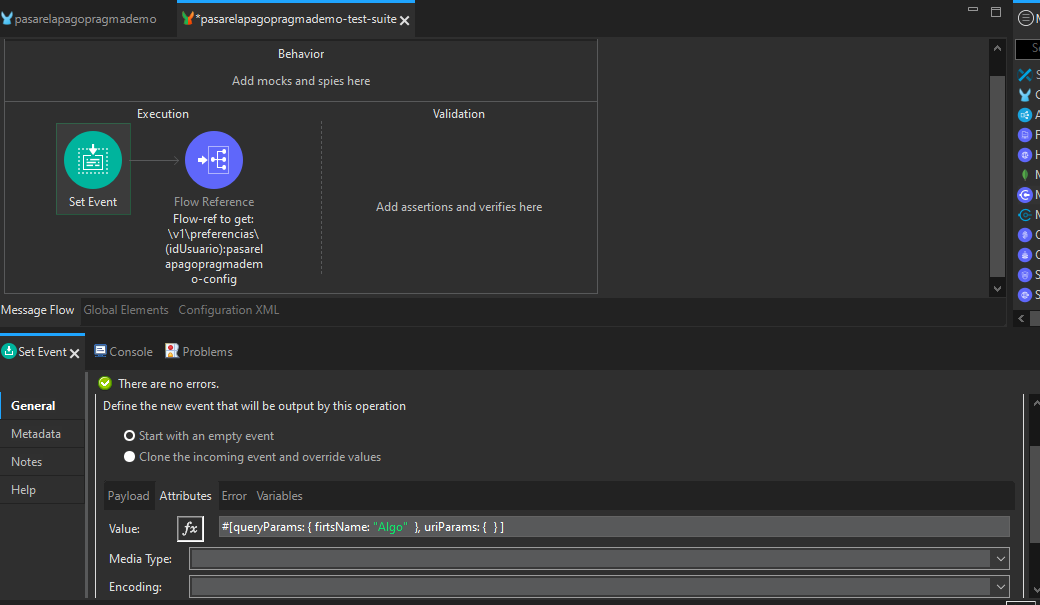 pasarelapagopragmademo
*pasarelapagopragmademo-test-suite
Behavior
Add mocks and spies here
Execution
Validation
Set Event
Flow Reference
Flow-ref to get:
\v1\preferencias\
(idUsuario):pasarel
apagopragmadem
o-config
Add assertions and verifies here
Message Flow
Global Elements
Configuration XML
Set Event
Console
Problems
There are no errors.
General
Metadata
Notes
Help
Define the new event that will be output by this operation
Start with an empty event
Clone the incoming event and override values
Payload
Attributes
Error
Variables
Value:
fx
#[queryParams: { firtsName: "Algo" }, uriParams: { } ]
Media Type:
Encoding: